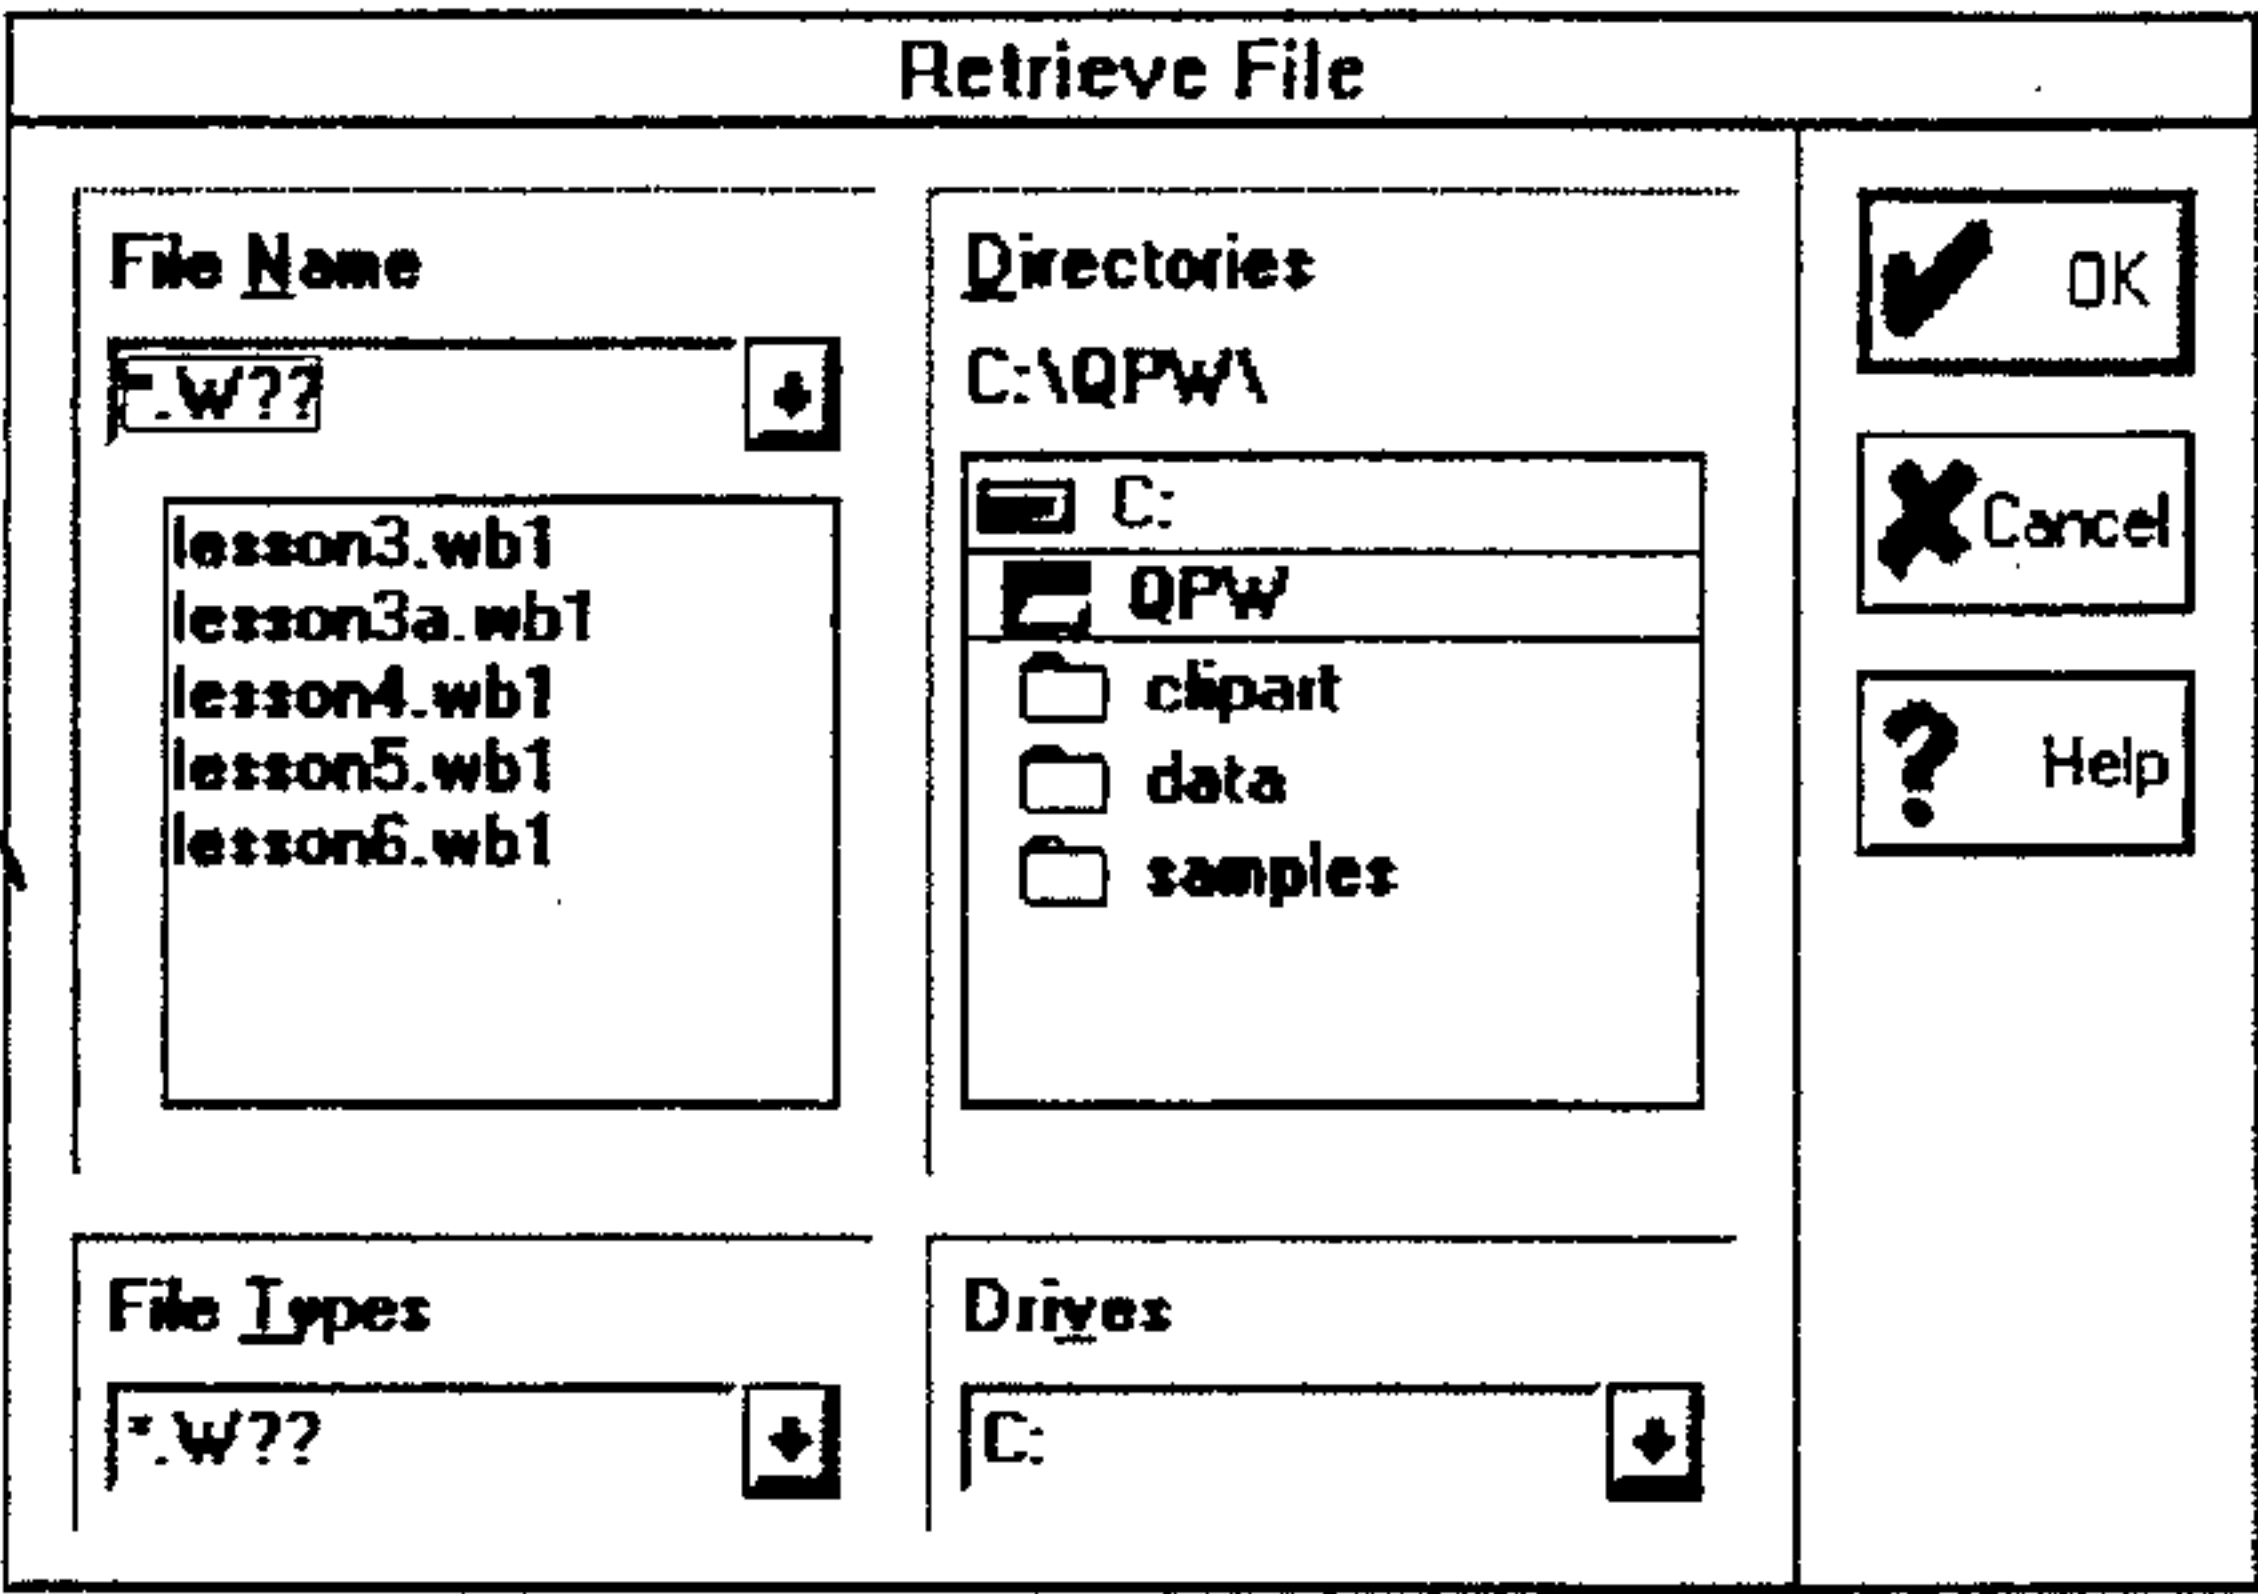 Retrieve File
File Name
*.W??
lesson3.wb1
lesson3a.wb1
lesson4.wb1
lesson5.wb1
lesson6.wb1
Directories
C:\QPW\
C:
QPW
clipart
data
samples
File Types
*.W??
Drives
C:
OK
Cancel
Help